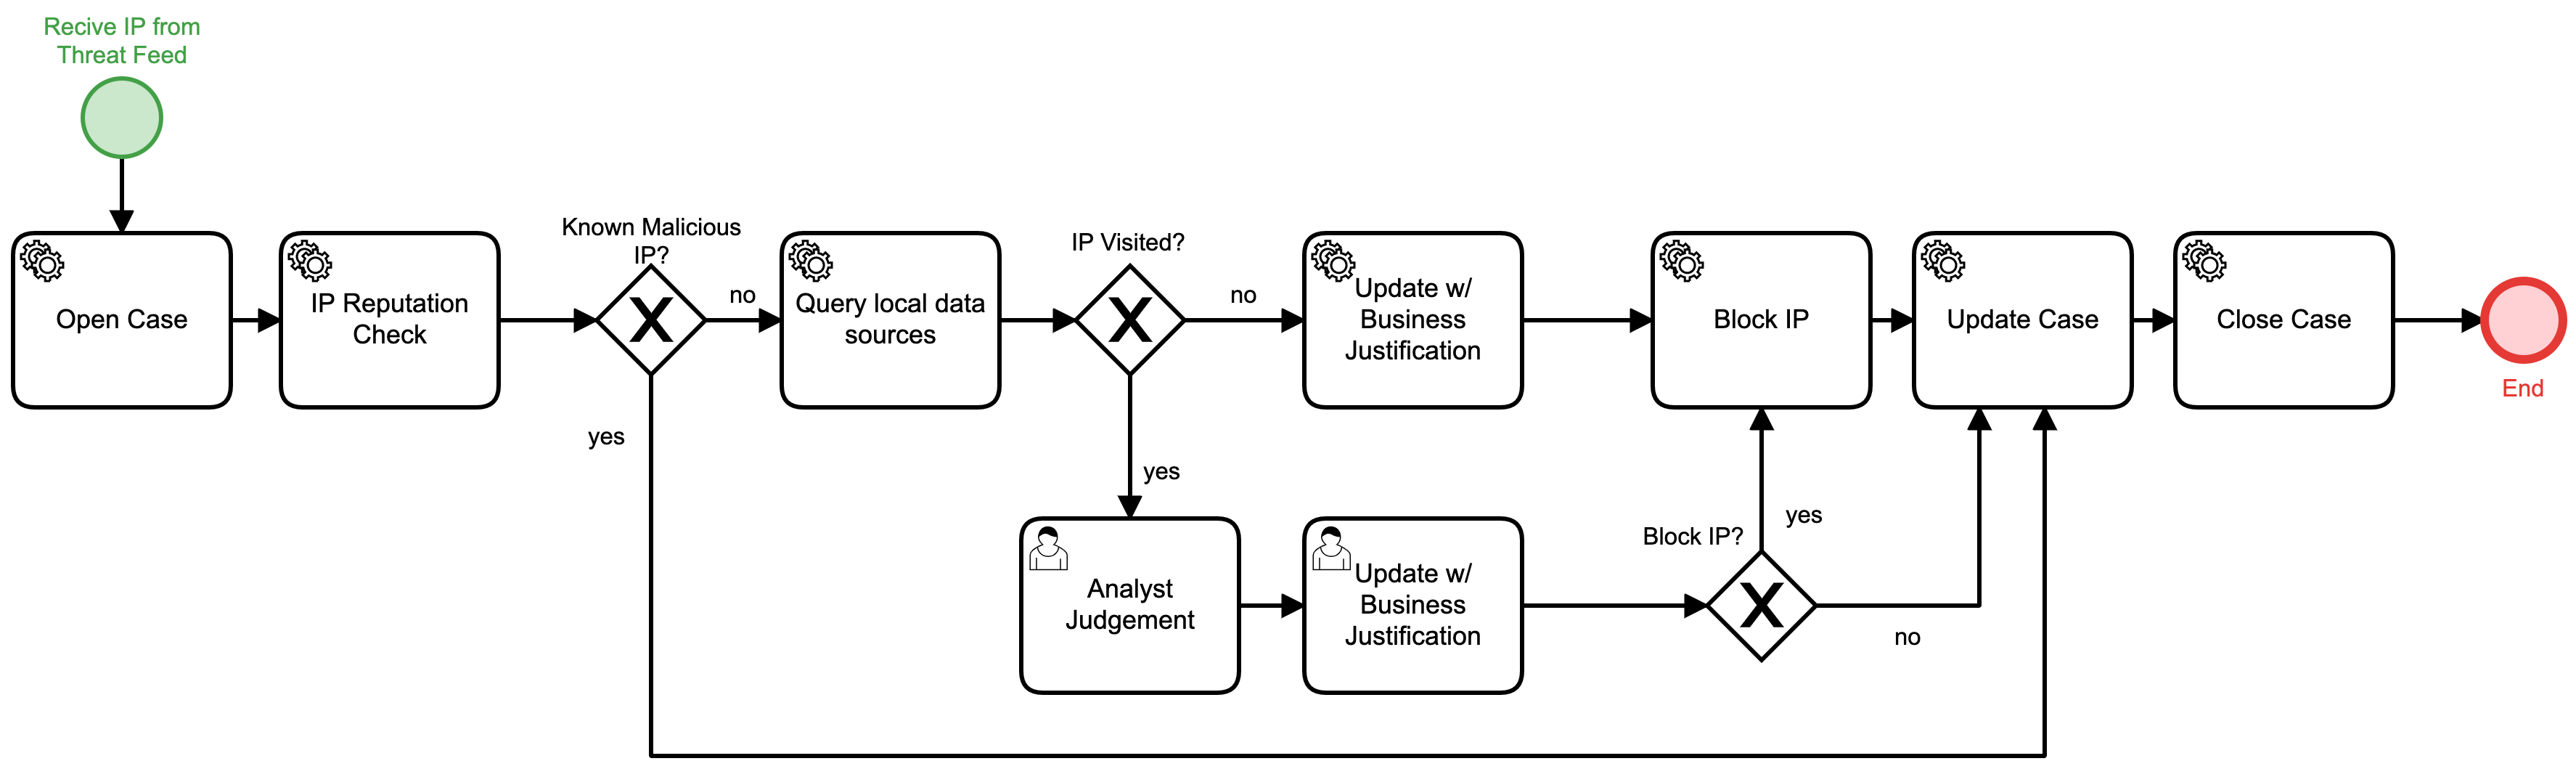 Recive IP from
Threat Feed
Open Case
IP Reputation
Check
Known Malicious
IP?
no
yes
Query local data
sources
IP Visited?
no
yes
Update w/
Business
Justification
Block IP
Update Case
Close Case
End
Analyst
Judgement
Update w/
Business
Justification
Block IP?
yes
no